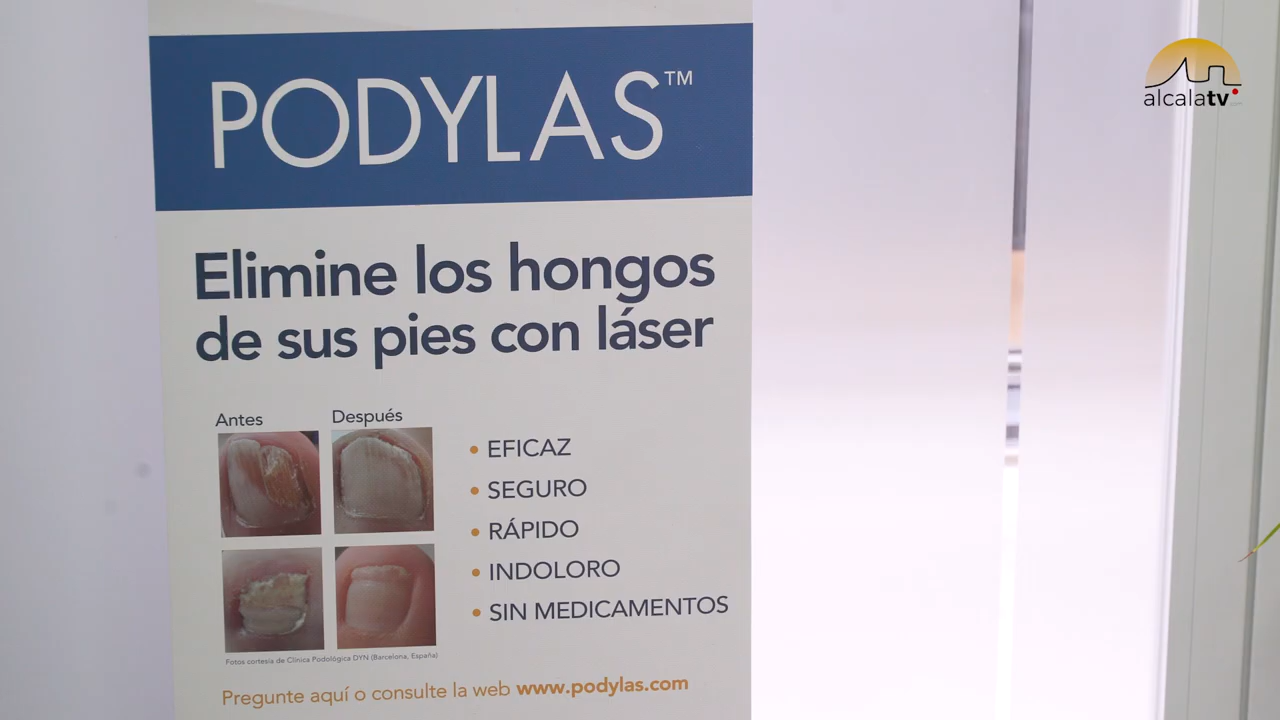 PODYLAS™
alcalatv
Elimine los hongos
de sus pies con láser
Antes
Después
• EFICAZ
• SEGURO
• RÁPIDO
• INDOLORO
• SIN MEDICAMENTOS
Fotos cortesía de Clínica Podológica DYN (Barcelona, España)
Pregunte aquí o consulte la web www.podylas.com